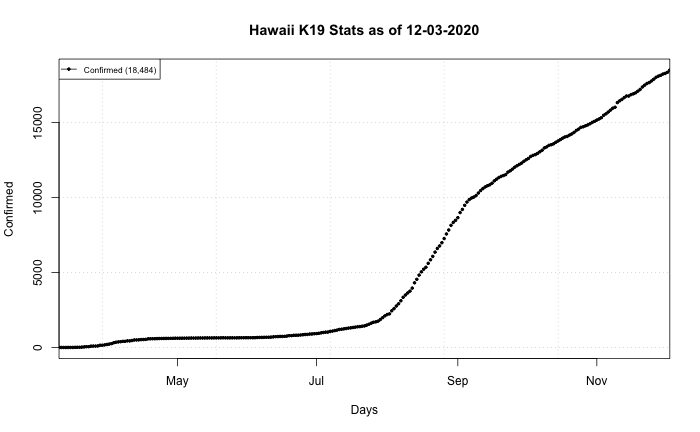 Hawaii K19 Stats as of 12-03-2020
Confirmed (18,484)
Confirmed
15000
10000
5000
0
May Jul Sep Nov
Days